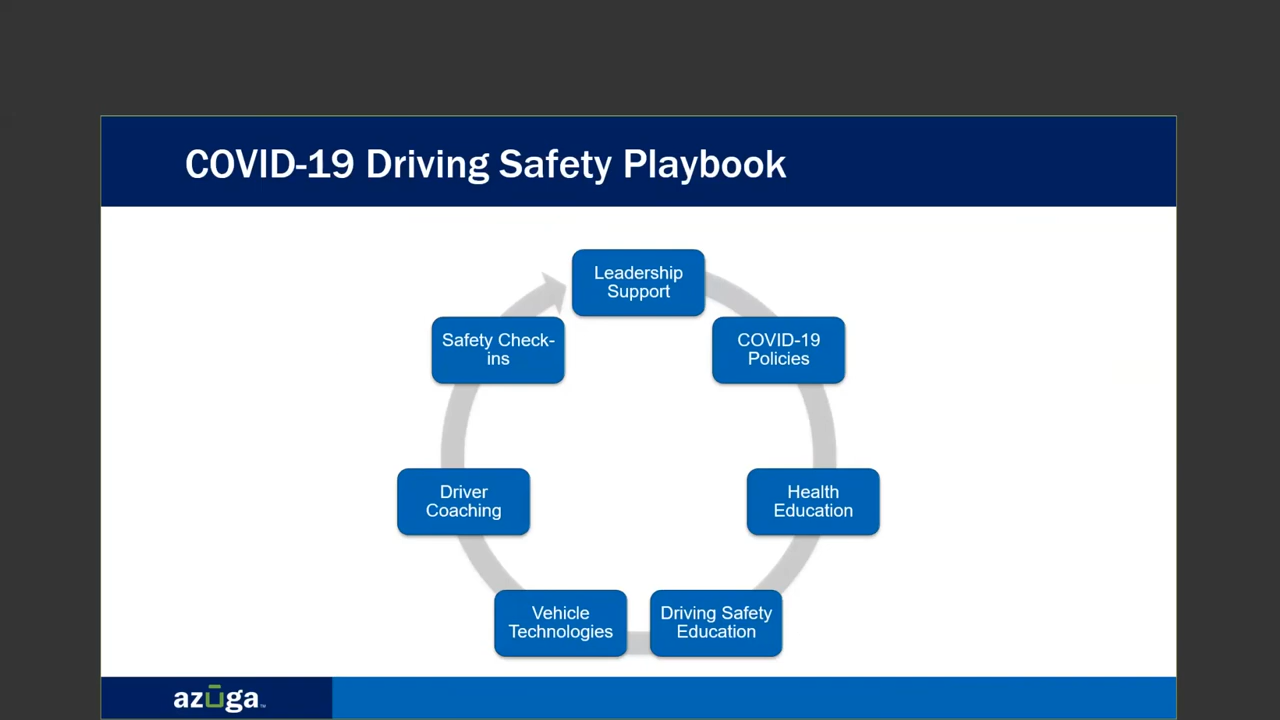 COVID-19 Driving Safety Playbook
Leadership
Support
COVID-19
Policies
Health
Education
Driving Safety
Education
Vehicle
Technologies
Driver
Coaching
Safety Check-
ins
azūga™